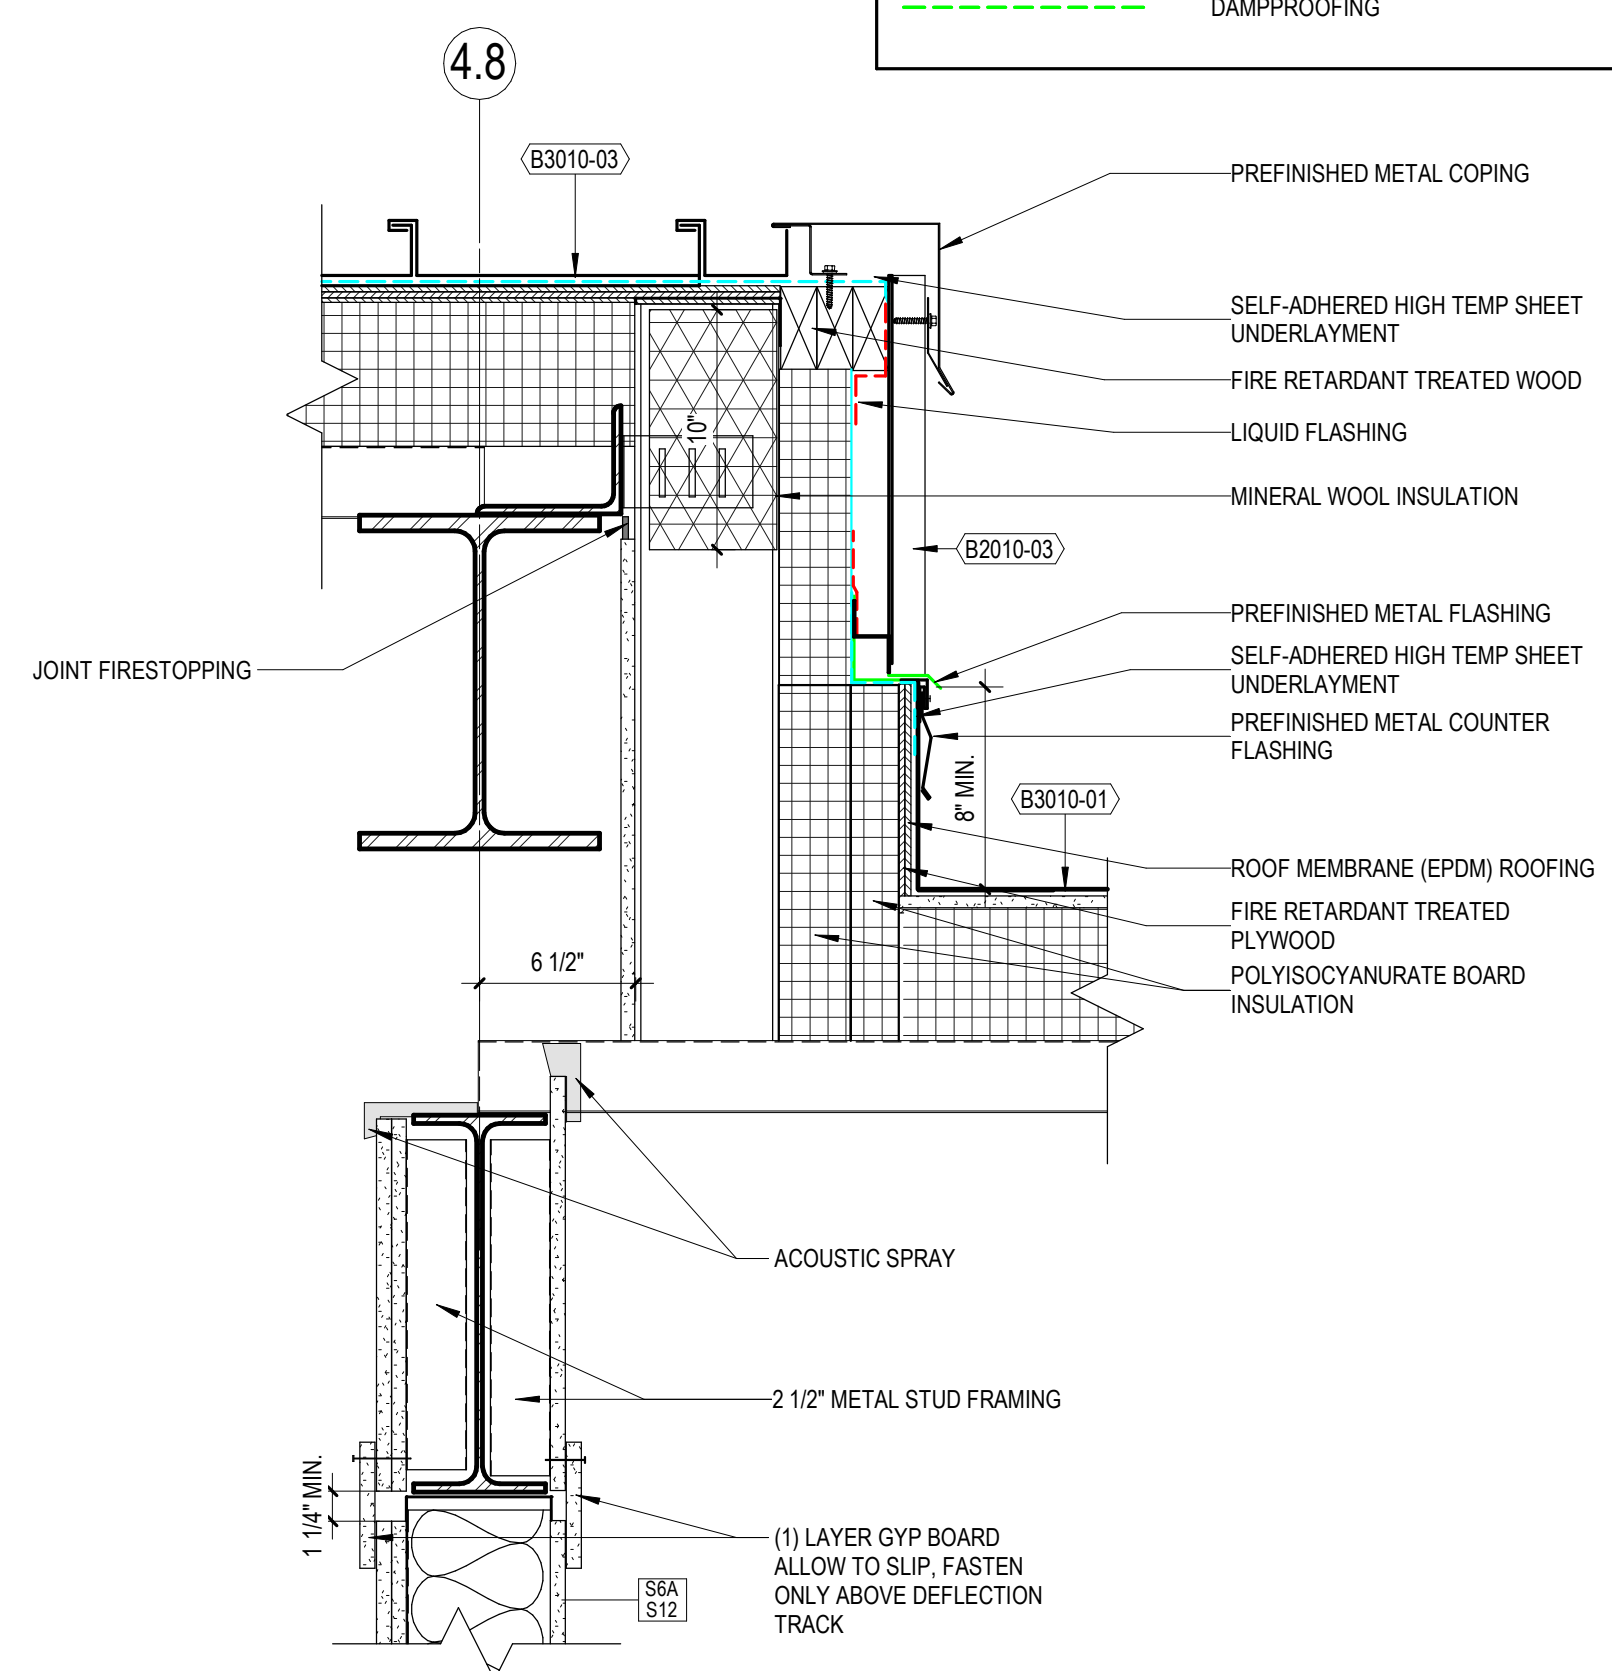 DAMPPROOFING
4.8
B3010-03
PREFINISHED METAL COPING
SELF-ADHERED HIGH TEMP SHEET
UNDERLAYMENT
FIRE RETARDANT TREATED WOOD
LIQUID FLASHING
10"
MINERAL WOOL INSULATION
B2010-03
PREFINISHED METAL FLASHING
JOINT FIRESTOPPING
SELF-ADHERED HIGH TEMP SHEET
UNDERLAYMENT
PREFINISHED METAL COUNTER
FLASHING
8" MIN.
B3010-01
ROOF MEMBRANE (EPDM) ROOFING
FIRE RETARDANT TREATED
PLYWOOD
6 1/2"
POLYISOCYANURATE BOARD
INSULATION
ACOUSTIC SPRAY
2 1/2" METAL STUD FRAMING
1 1/4" MIN.
(1) LAYER GYP BOARD
ALLOW TO SLIP, FASTEN
ONLY ABOVE DEFLECTION
TRACK
S6A
S12